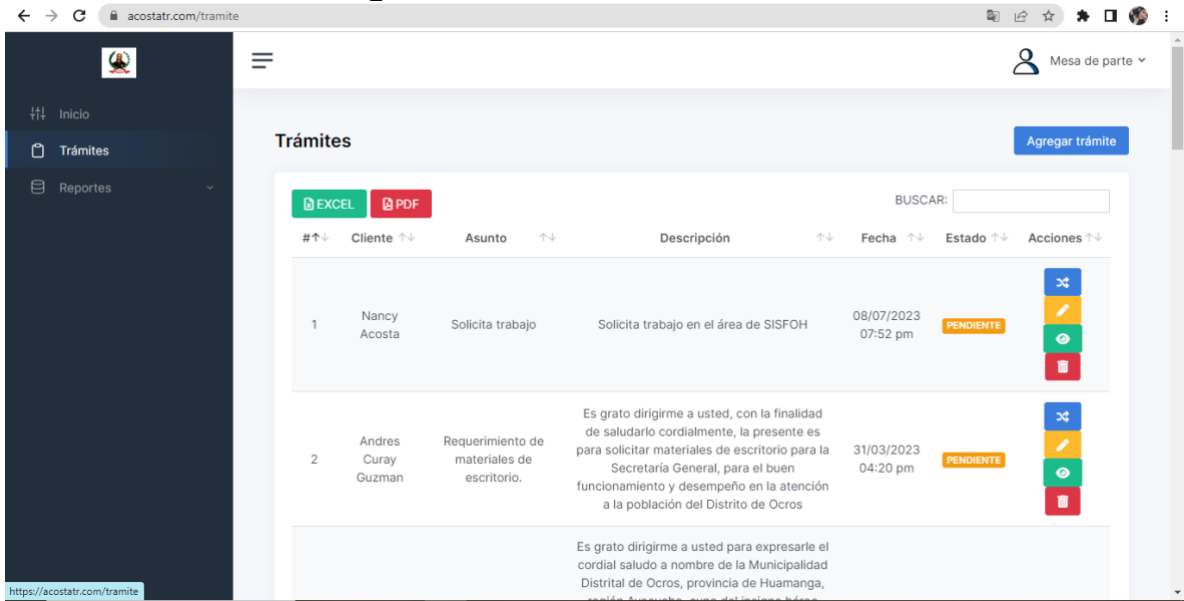 acostatr.com/tramite
Mesa de parte
Inicio
Trámites
Reportes
Trámites
Agregar trámite
EXCEL PDF
BUSCAR:
# Cliente Asunto Descripción Fecha Estado Acciones
1
Nancy
Acosta
Solicita trabajo
Solicita trabajo en el área de SISFOH
08/07/2023
07:52 pm
PENDIENTE
2
Andres
Curay
Guzman
Requerimiento de
materiales de
escritorio.
Es grato dirigirme a usted, con la finalidad
de saludarlo cordialmente, la presente es
para solicitar materiales de escritorio para la
Secretaría General, para el buen
funcionamiento y desempeño en la atención
a la población del Distrito de Ocros
31/03/2023
04:20 pm
PENDIENTE
Es grato dirigirme a usted para expresarle el
cordial saludo a nombre de la Municipalidad
Distrital de Ocros, provincia de Huamanga,
https://acostatr.com/tramite